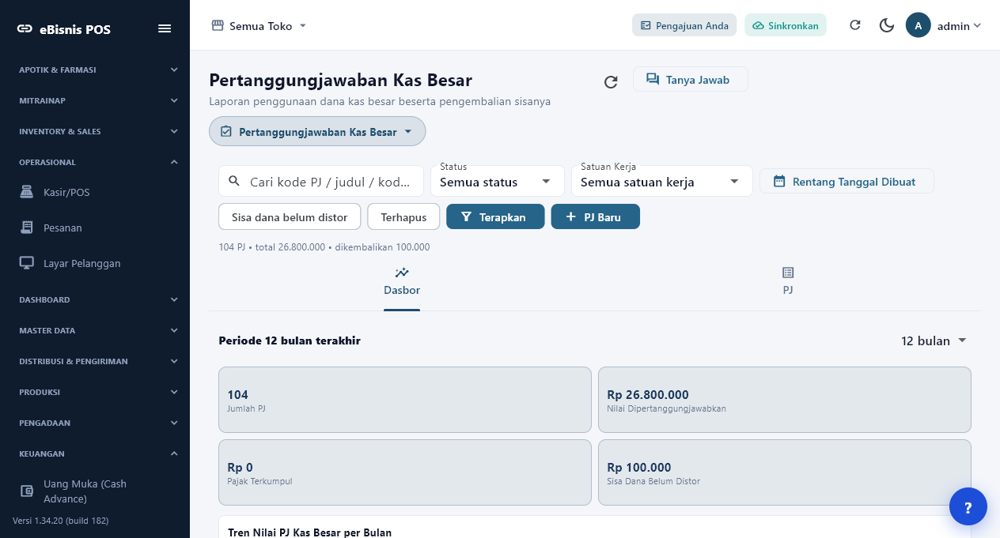 eBisnis POS
APOTIK & FARMASI
MITRAINAP
INVENTORY & SALES
OPERASIONAL
Kasir/POS
Pesanan
Layar Pelanggan
DASHBOARD
MASTER DATA
DISTRIBUSI & PENGIRIMAN
PRODUKSI
PENGADAAN
KEUANGAN
Uang Muka (Cash
Advance)
Versi 1.34.20 (build 182)
Semua Toko
Pengajuan Anda
Sinkronkan
A
admin
Pertanggungjawaban Kas Besar
Laporan penggunaan dana kas besar beserta pengembalian sisanya
Tanya Jawab
Pertanggungjawaban Kas Besar
Cari kode PJ / judul / kod...
Status
Semua status
Satuan Kerja
Semua satuan kerja
Rentang Tanggal Dibuat
Sisa dana belum distor
Terhapus
Terapkan
PJ Baru
104 PJ • total 26.800.000 • dikembalikan 100.000
Dasbor
PJ
Periode 12 bulan terakhir
12 bulan
104
Jumlah PJ
Rp 26.800.000
Nilai Dipertanggungjawabkan
Rp 0
Pajak Terkumpul
Rp 100.000
Sisa Dana Belum Distor
?
Tren Nilai PJ Kas Besar per Bulan